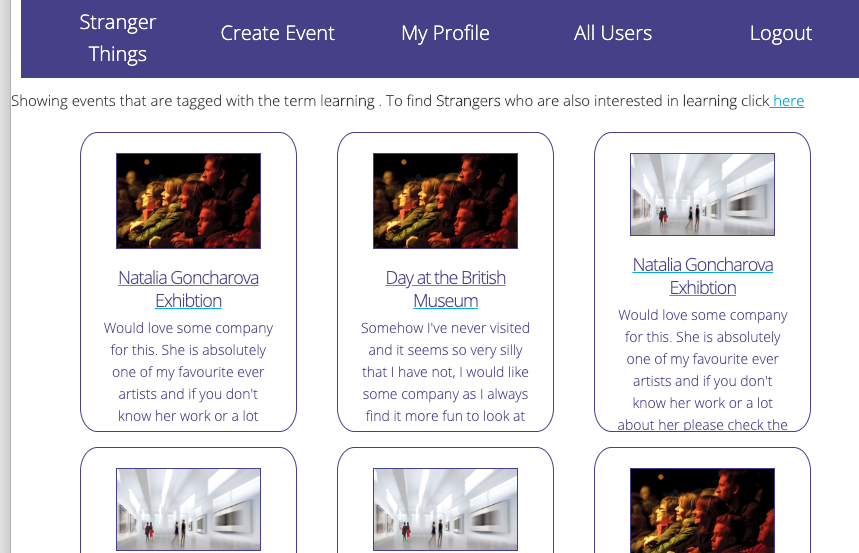 Stranger
Things
Create Event
My Profile
All Users
Logout
Showing events that are tagged with the term learning . To find Strangers who are also interested in learning click here
Natalia Goncharova
Exhibtion
Would love some company
for this. She is absolutely
one of my favourite ever
artists and if you don't
know her work or a lot
Day at the British
Museum
Somehow I've never visited
and it seems so very silly
that I have not, I would like
some company as I always
find it more fun to look at
Natalia Goncharova
Exhibtion
Would love some company
for this. She is absolutely
one of my favourite ever
artists and if you don't
know her work or a lot
about her please check the